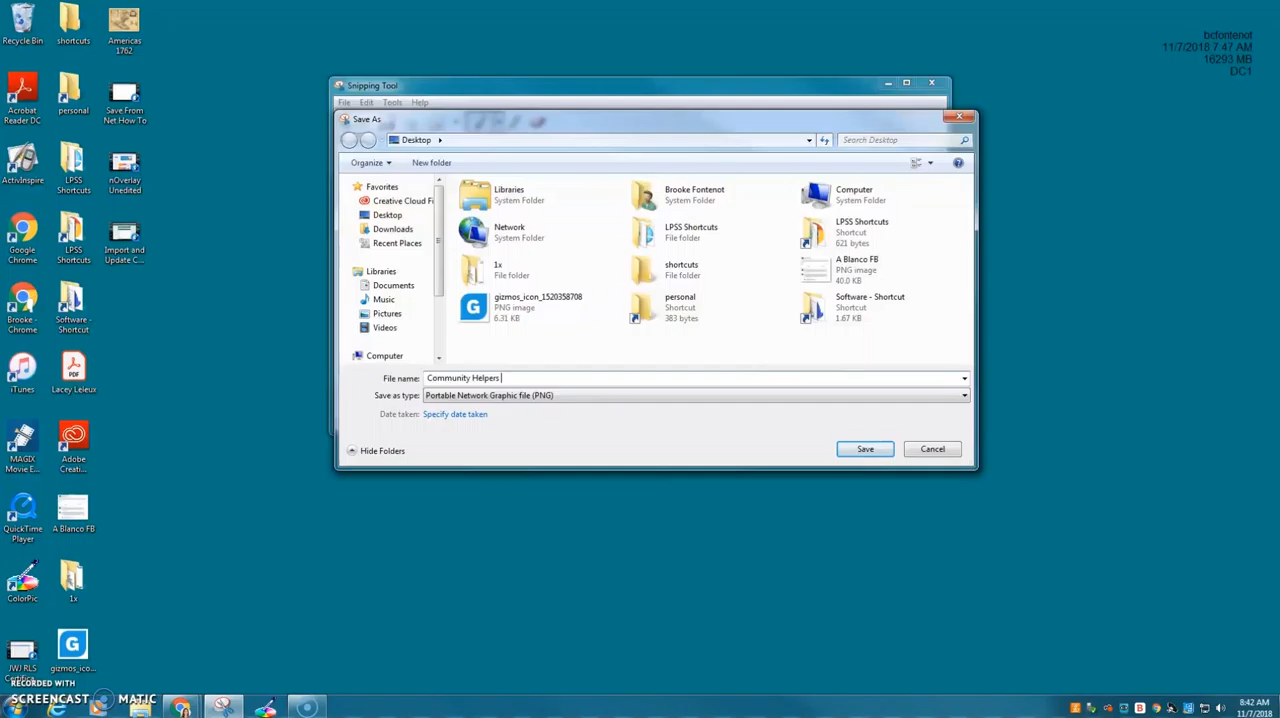 Recycle Bin
shortcuts
Americas
1762
bcfontenot
11/7/2018 7:47 AM
16293 MB
DC1
Acrobat
Reader DC
personal
Save From
Net How To
ActivInspire
LPSS
Shortcuts
nOverlay
Unedited
Google
Chrome
LPSS
Shortcuts
Import and
Update C...
Brooke -
Chrome
Software -
Shortcut
iTunes
Lacey Leleux
MAGIX
Movie E...
Adobe
Creati...
QuickTime
Player
A Blanco FB
ColorPic
1x
JWJ RLS
Certifica...
gizmos_ico...
Snipping Tool
File Edit Tools Help
Save As
Desktop
Search Desktop
Organize
New folder
Favorites
Creative Cloud Fi
Desktop
Downloads
Recent Places
Libraries
Documents
Music
Pictures
Videos
Computer
Libraries
System Folder
Brooke Fontenot
System Folder
Computer
System Folder
Network
System Folder
LPSS Shortcuts
File folder
LPSS Shortcuts
Shortcut
621 bytes
1x
File folder
shortcuts
File folder
A Blanco FB
PNG image
40.0 KB
gizmos_icon_1520358708
PNG image
6.31 KB
personal
Shortcut
383 bytes
Software - Shortcut
Shortcut
1.67 KB
File name: Community Helpers
Save as type: Portable Network Graphic file (PNG)
Date taken: Specify date taken
Hide Folders
Save
Cancel
RECORDED WITH
SCREENCAST MATIC
8:42 AM
11/7/2018